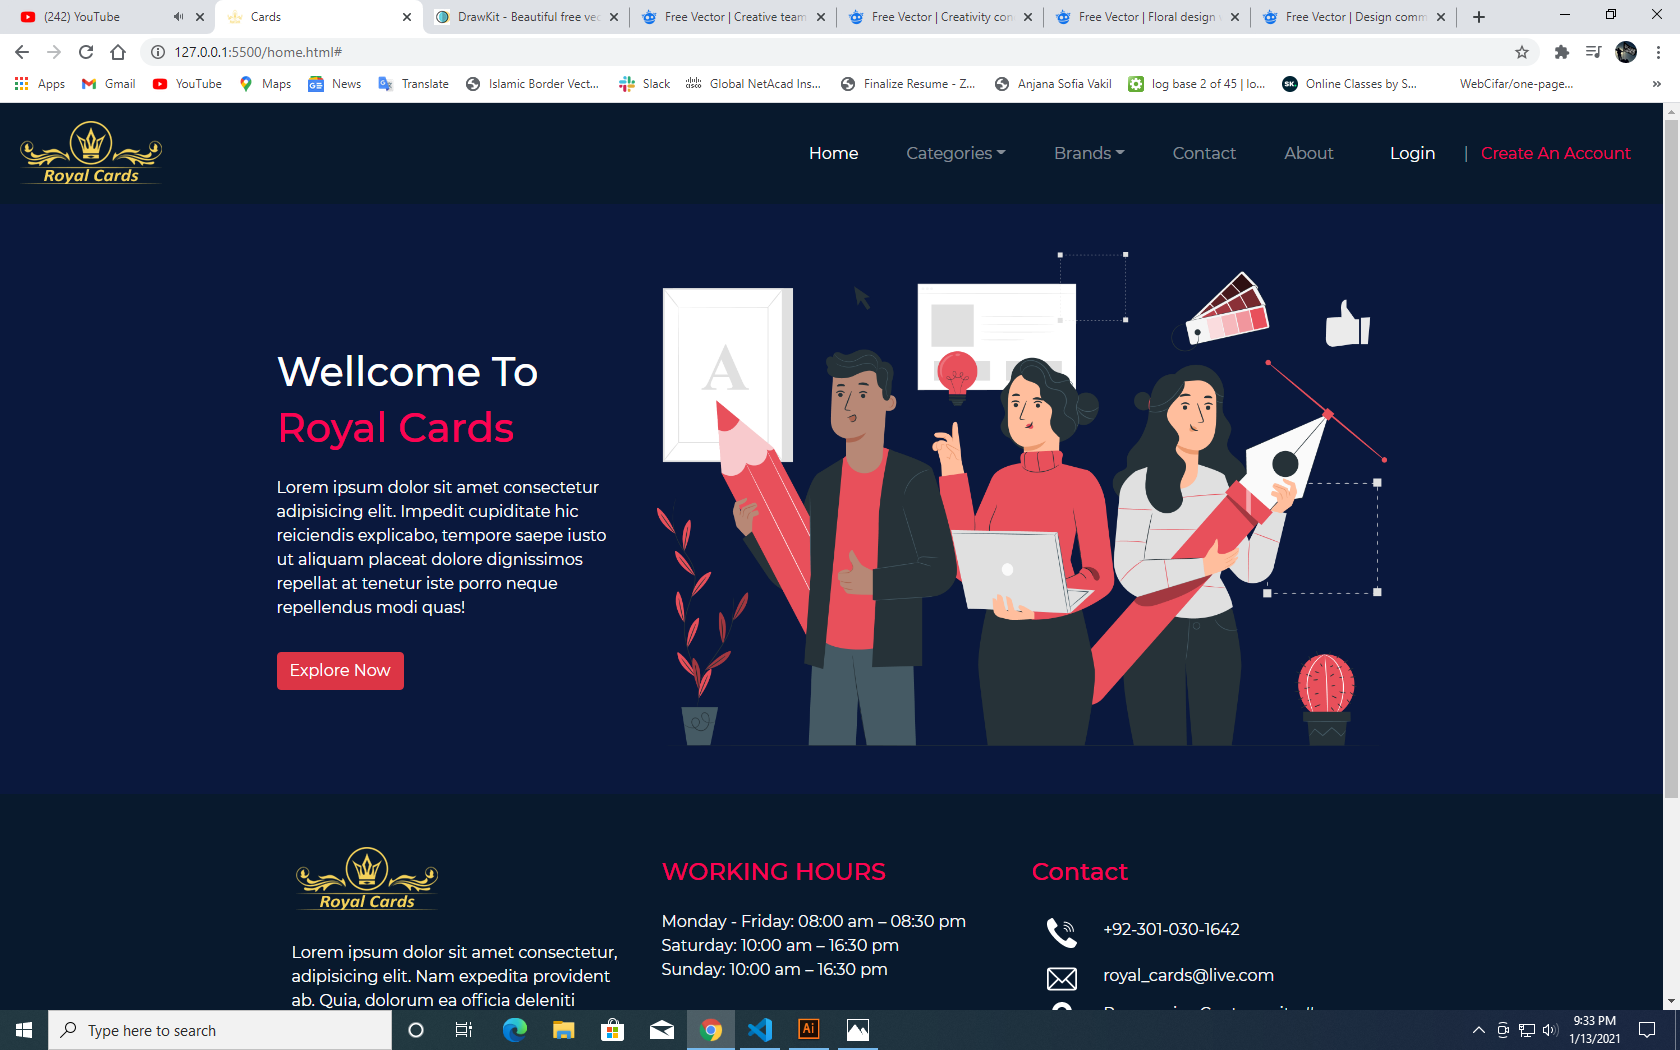 (242) YouTube
Cards
DrawKit - Beautiful free vec
Free Vector | Creative team
Free Vector | Creativity con
Free Vector | Floral design v
Free Vector | Design comm
127.0.0.1:5500/home.html#
Apps
Gmail
YouTube
Maps
News
Translate
Islamic Border Vect...
Slack
Global NetAcad Ins...
Finalize Resume - Z...
Anjana Sofia Vakil
log base 2 of 45 | lo...
Online Classes by S...
WebCifar/one-page...
Royal Cards
Home
Categories
Brands
Contact
About
Login
|
Create An Account
A
Wellcome To
Royal Cards
Lorem ipsum dolor sit amet consectetur
adipisicing elit. Impedit cupiditate hic
reiciendis explicabo, tempore saepe iusto
ut aliquam placeat dolore dignissimos
repellat at tenetur iste porro neque
repellendus modi quas!
Explore Now
Royal Cards
Lorem ipsum dolor sit amet consectetur,
adipisicing elit. Nam expedita provident
ab. Quia, dolorum ea officia deleniti
WORKING HOURS
Monday - Friday: 08:00 am – 08:30 pm
Saturday: 10:00 am – 16:30 pm
Sunday: 10:00 am – 16:30 pm
Contact
+92-301-030-1642
royal_cards@live.com
Type here to search
Ai
9:33 PM
1/13/2021